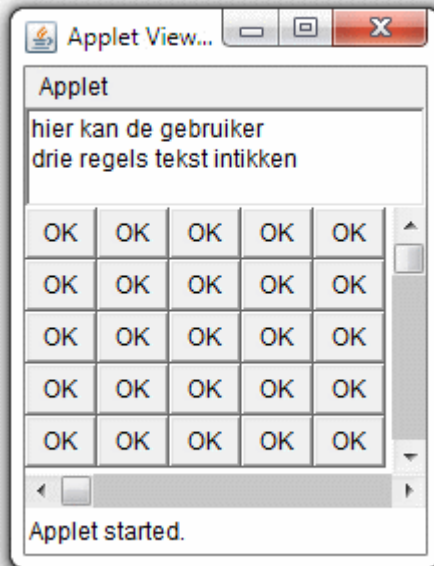 Applet View...
Applet
hier kan de gebruiker
drie regels tekst intikken
OK OK OK OK OK
OK OK OK OK OK
OK OK OK OK OK
OK OK OK OK OK
OK OK OK OK OK
Applet started.